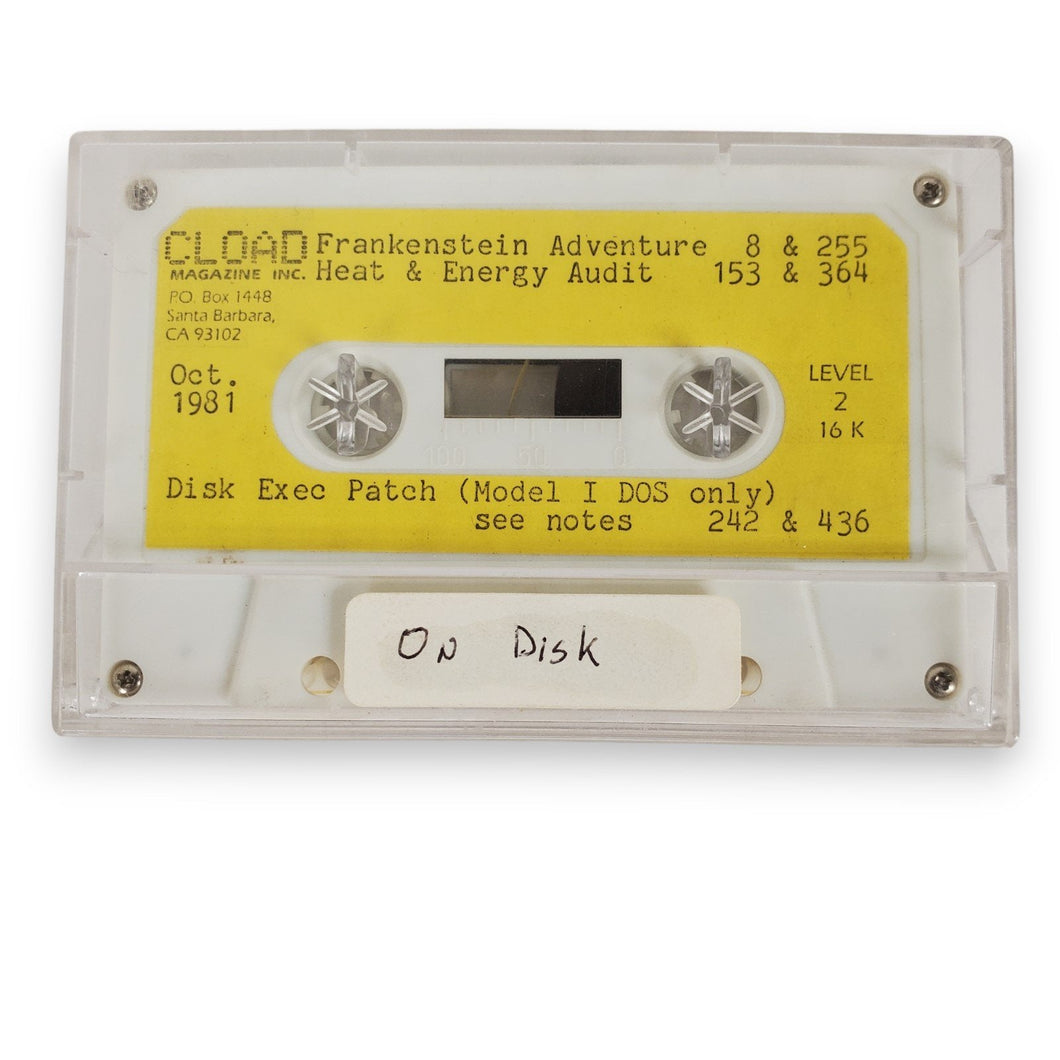 CLOAD Frankenstein Adventure 8 & 255
MAGAZINE INC. Heat & Energy Audit 153 & 364
P.O. Box 1448
Santa Barbara,
CA 93102
Oct.
1981
LEVEL
2
16 K
100 50 0
Disk Exec Patch (Model I DOS only)
see notes 242 & 436
On Disk